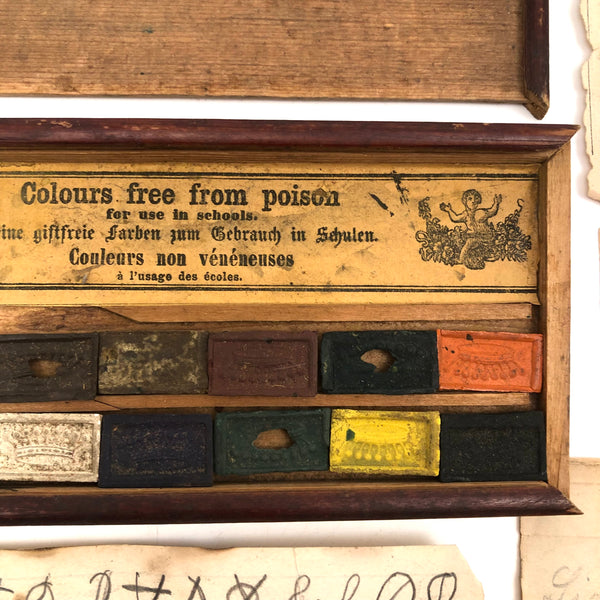 Colours free from poison
for use in schools.
giftfreie Farben zum Gebrauch in Schulen.
Couleurs non vénéneuses
à l'usage des écoles.